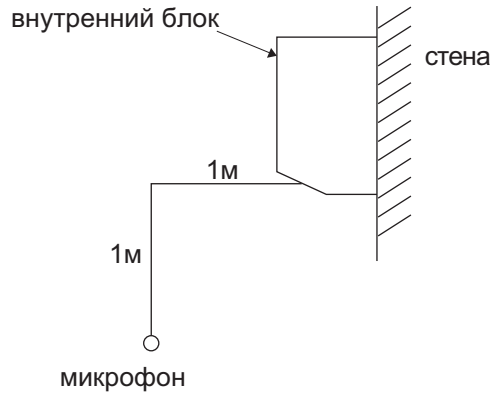 внутренний блок
стена
1м
1м
микрофон